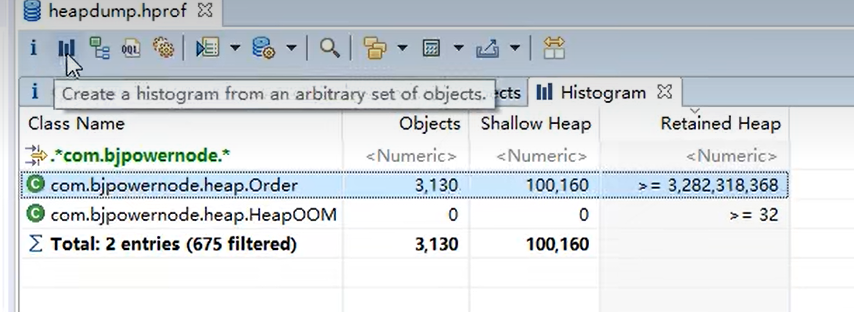 heapdump.hprof
i OQL
i Create a histogram from an arbitrary set of objects. ects Histogram
Class Name Objects Shallow Heap Retained Heap
.*com.bjpowernode.* <Numeric> <Numeric> <Numeric>
com.bjpowernode.heap.Order 3,130 100,160 >= 3,282,318,368
com.bjpowernode.heap.HeapOOM 0 0 >= 32
Σ Total: 2 entries (675 filtered) 3,130 100,160